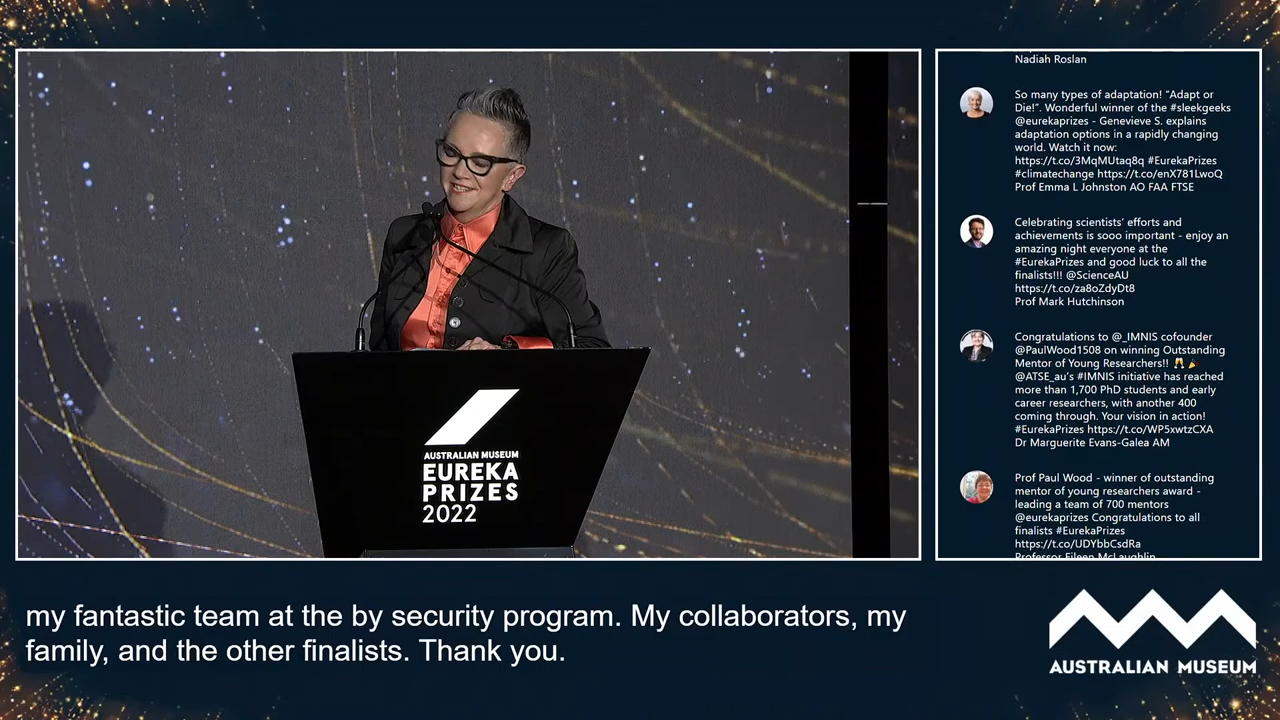 AUSTRALIAN MUSEUM
EUREKA
PRIZES
2022
Nadiah Roslan
So many types of adaptation! “Adapt or
Die!”. Wonderful winner of the #sleekgeeks
@eurekaprizes - Genevieve S. explains
adaptation options in a rapidly changing
world. Watch it now:
https://t.co/3MqMUtaq8q #EurekaPrizes
#climatechange https://t.co/enX781LwoQ
Prof Emma L Johnston AO FAA FTSE
Celebrating scientists’ efforts and
achievements is sooo important - enjoy an
amazing night everyone at the
#EurekaPrizes and good luck to all the
finalists!!! @ScienceAU
https://t.co/za8oZdyDt8
Prof Mark Hutchinson
Congratulations to @_IMNIS cofounder
@PaulWood1508 on winning Outstanding
Mentor of Young Researchers!! 🥂 🎉
@ATSE_au’s #IMNIS initiative has reached
more than 1,700 PhD students and early
career researchers, with another 400
coming through. Your vision in action!
#EurekaPrizes https://t.co/WP5xwtzCXA
Dr Marguerite Evans-Galea AM
Prof Paul Wood - winner of outstanding
mentor of young researchers award -
leading a team of 700 mentors
@eurekaprizes Congratulations to all
finalists #EurekaPrizes
https://t.co/UDYbbCsdRa
Professor Eileen McLaughlin
my fantastic team at the by security program. My collaborators, my
family, and the other finalists. Thank you.
AUSTRALIAN MUSEUM